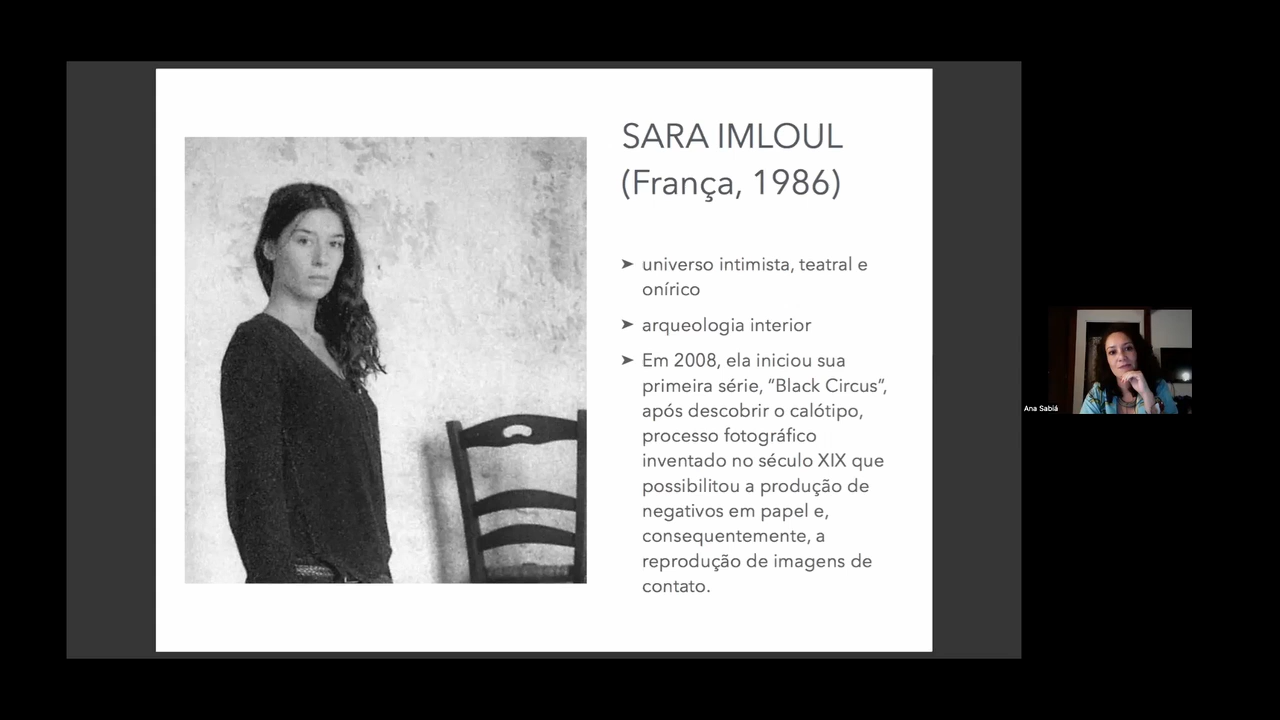 SARA IMLOUL
(França, 1986)
➤ universo intimista, teatral e
onírico
➤ arqueologia interior
➤ Em 2008, ela iniciou sua
primeira série, “Black Circus”,
após descobrir o calótipo,
processo fotográfico
inventado no século XIX que
possibilitou a produção de
negativos em papel e,
consequentemente, a
reprodução de imagens de
contato.
Ana Sabiá